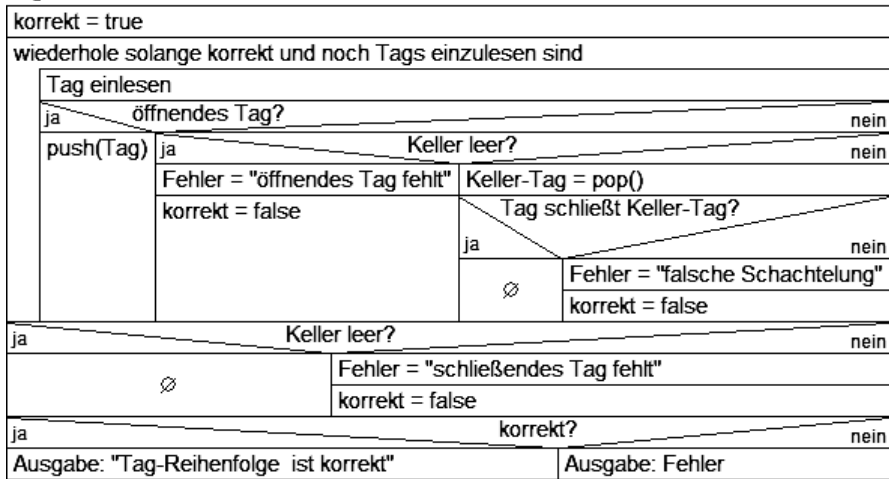 korrekt = true
wiederhole solange korrekt und noch Tags einzulesen sind
Tag einlesen
öffnendes Tag?
ja
nein
push(Tag)
Keller leer?
ja
nein
Fehler = "öffnendes Tag fehlt"
korrekt = false
Keller-Tag = pop()
Tag schließt Keller-Tag?
ja
nein
Fehler = "falsche Schachtelung"
korrekt = false
Keller leer?
ja
nein
Fehler = "schließendes Tag fehlt"
korrekt = false
korrekt?
ja
nein
Ausgabe: "Tag-Reihenfolge ist korrekt"
Ausgabe: Fehler